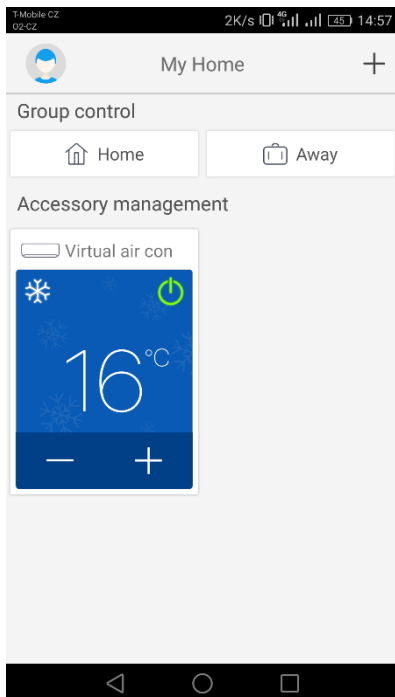 T-Mobile CZ
O2-CZ
2K/s 4G 45 14:57
My Home
Group control
Home
Away
Accessory management
Virtual air con
16°C